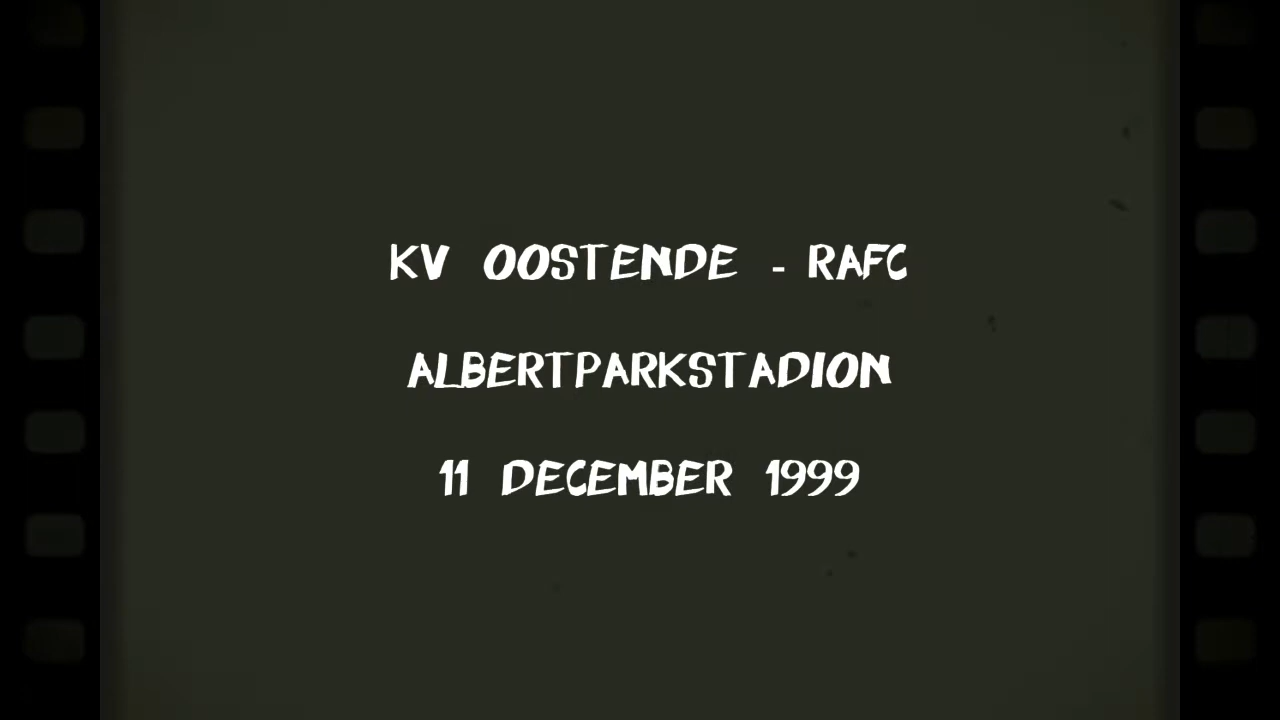 KV OOSTENDE - RAFC
ALBERTPARKSTADION
11 DECEMBER 1999